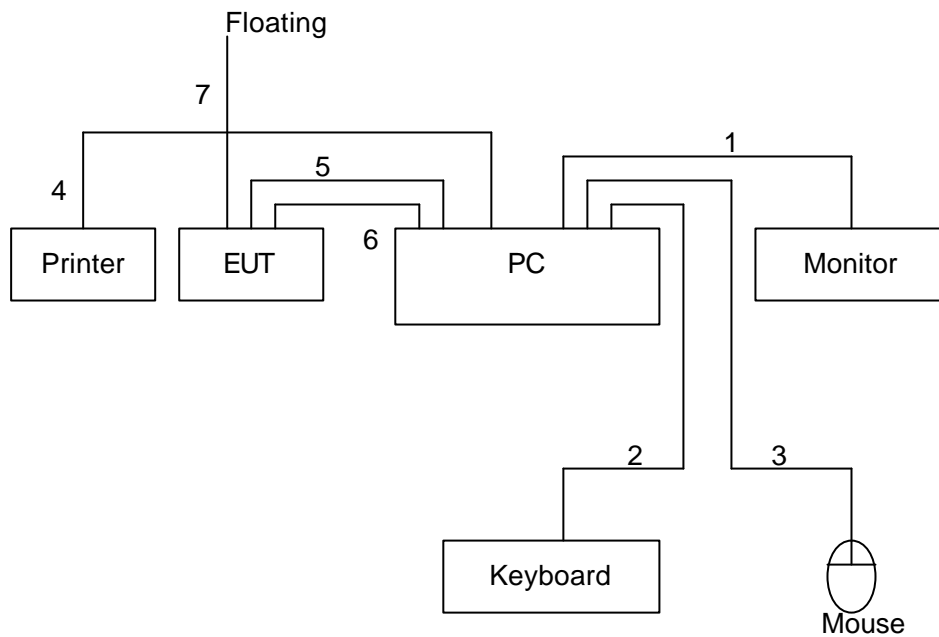 Floating
7
1
5
4
6
Printer
EUT
PC
Monitor
2
3
Keyboard
Mouse